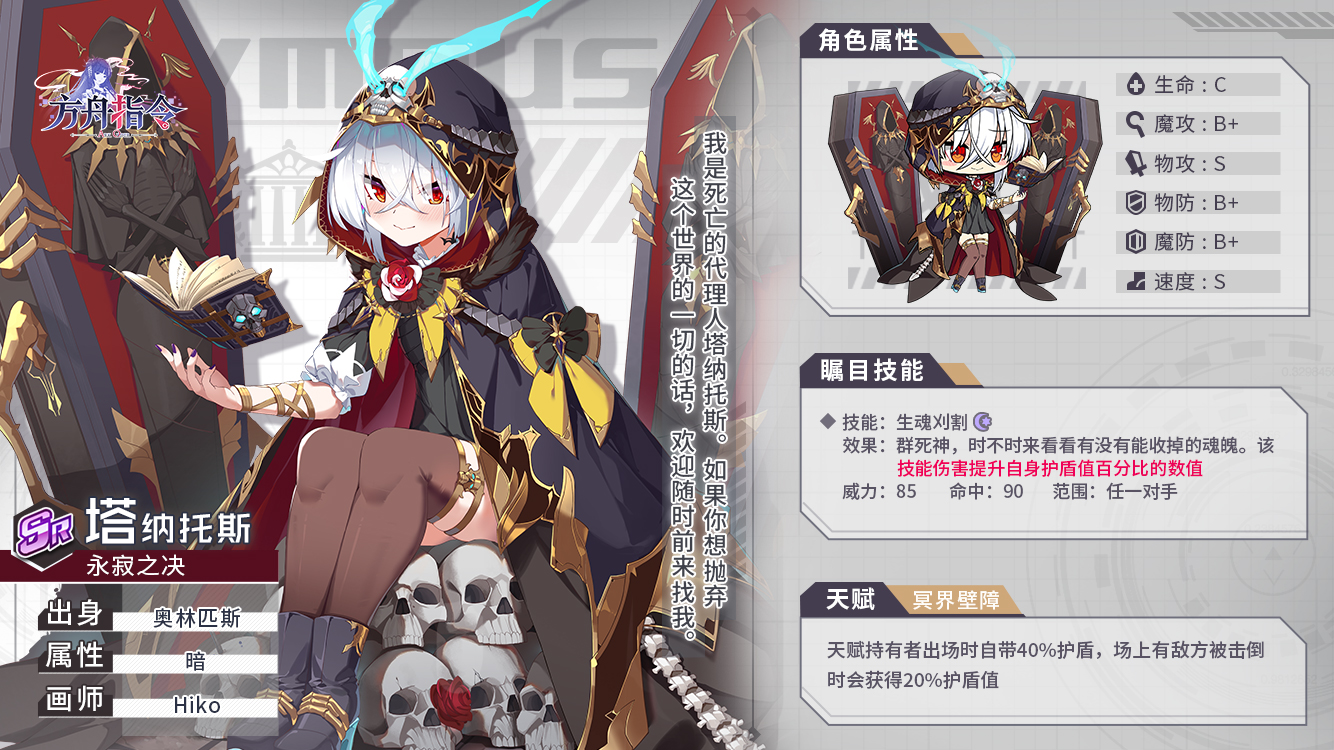 YMPUS
方舟指令
我是死亡的代理人塔纳托斯。如果你想抛弃
这个世界的一切的话，欢迎随时前来找我。
SR 塔纳托斯
永寂之决
出身 奥林匹斯
属性 暗
画师 Hiko
角色属性
生命：C
魔攻：B+
物攻：S
物防：B+
魔防：B+
速度：S
瞩目技能
技能：生魂刈割
效果：群死神，时不时来看看有没有能收掉的魂魄。该
技能伤害提升自身护盾值百分比的数值
威力：85 命中：90 范围：任一对手
天赋 冥界壁障
天赋持有者出场时自带40%护盾，场上有敌方被击倒
时会获得20%护盾值